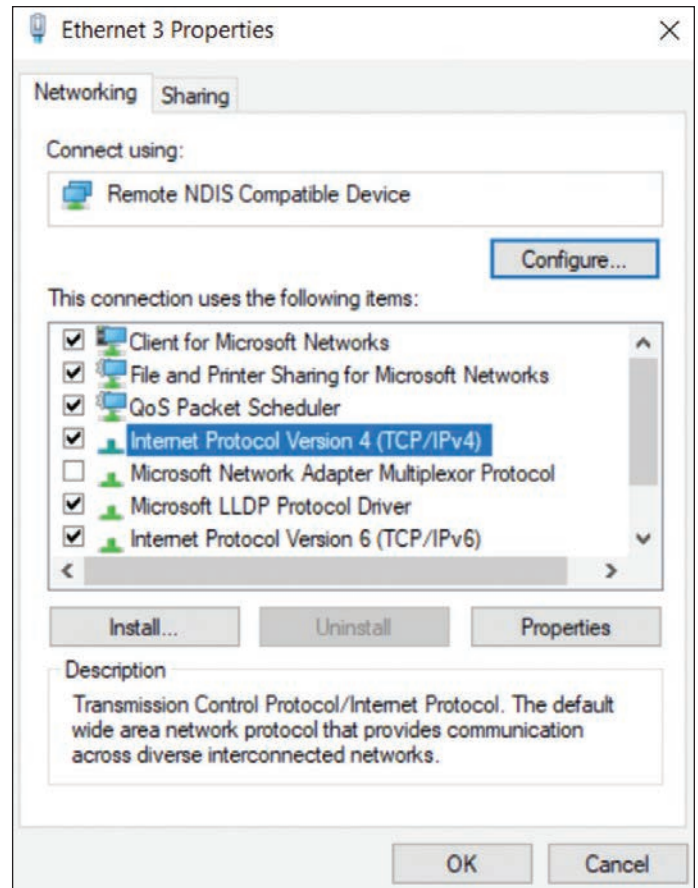 Ethernet 3 Properties
Networking
Sharing
Connect using:
Remote NDIS Compatible Device
Configure...
This connection uses the following items:
Client for Microsoft Networks
File and Printer Sharing for Microsoft Networks
QoS Packet Scheduler
Internet Protocol Version 4 (TCP/IPv4)
Microsoft Network Adapter Multiplexor Protocol
Microsoft LLDP Protocol Driver
Internet Protocol Version 6 (TCP/IPv6)
Install...
Uninstall
Properties
Description
Transmission Control Protocol/Internet Protocol. The default
wide area network protocol that provides communication
across diverse interconnected networks.
OK
Cancel